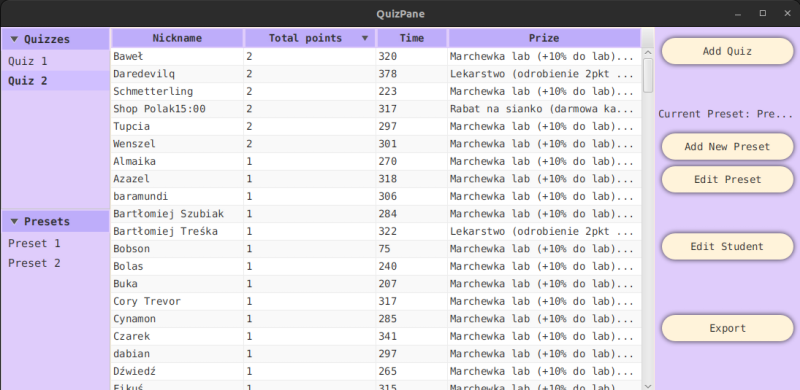 QuizPane
Quizzes
Quiz 1
Quiz 2
Presets
Preset 1
Preset 2
Nickname Total points Time Prize
Baweł 2 320 Marchewka lab (+10% do lab)...
Daredevilq 2 378 Lekarstwo (odrobienie 2pkt ...
Schmetterling 2 223 Marchewka lab (+10% do lab)...
Shop Polak15:00 2 317 Rabat na sianko (darmowa ka...
Tupcia 2 297 Marchewka lab (+10% do lab)...
Wenszel 2 301 Marchewka lab (+10% do lab)...
Almaika 1 270 Marchewka lab (+10% do lab)...
Azazel 1 318 Marchewka lab (+10% do lab)...
baramundi 1 306 Marchewka lab (+10% do lab)...
Bartłomiej Szubiak 1 284 Marchewka lab (+10% do lab)...
Bartłomiej Treśka 1 322 Lekarstwo (odrobienie 2pkt ...
Bobson 1 75 Marchewka lab (+10% do lab)...
Bolas 1 240 Marchewka lab (+10% do lab)...
Buka 1 207 Marchewka lab (+10% do lab)...
Cory Trevor 1 317 Marchewka lab (+10% do lab)...
Cynamon 1 285 Marchewka lab (+10% do lab)...
Czarek 1 341 Marchewka lab (+10% do lab)...
dabian 1 297 Marchewka lab (+10% do lab)...
Dźwiedź 1 265 Marchewka lab (+10% do lab)...
Fikuś 1 315 Marchewka lab (+10% do lab)...
Add Quiz
Current Preset: Pre...
Add New Preset
Edit Preset
Edit Student
Export